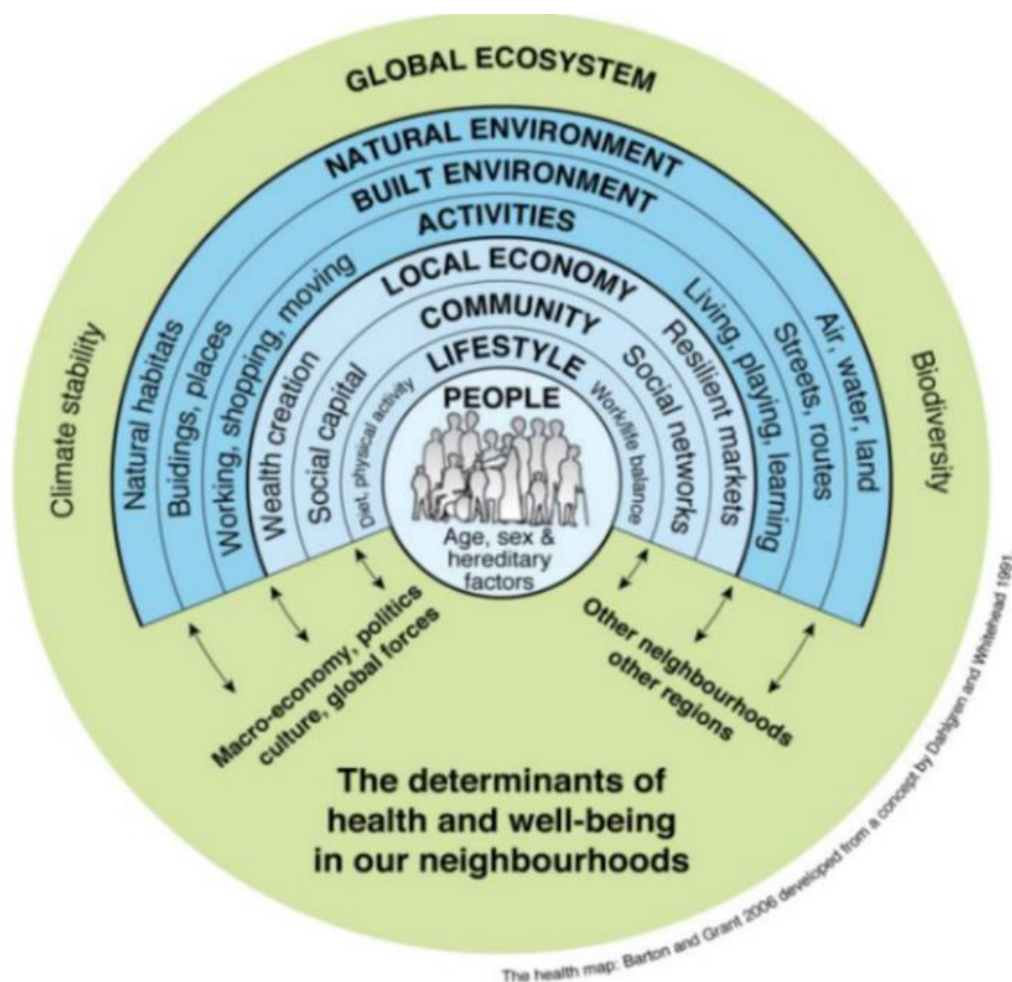 GLOBAL ECOSYSTEM
NATURAL ENVIRONMENT
BUILT ENVIRONMENT
ACTIVITIES
LOCAL ECONOMY
COMMUNITY
LIFESTYLE
PEOPLE
Age, sex &
hereditary
factors
Climate stability
Natural habitats
Buidings, places
Working, shopping, moving
Wealth creation
Social capital
Diet, physical activity
Work/life balance
Social networks
Resilient markets
Living, playing, learning
Streets, routes
Air, water, land
Biodiversity
Macro-economy, politics
culture, global forces
Other neighbourhoods
other regions
The determinants of
health and well-being
in our neighbourhoods
The health map: Barton and Grant 2006 developed from a concept by Dahlgren and Whitehead 1991.